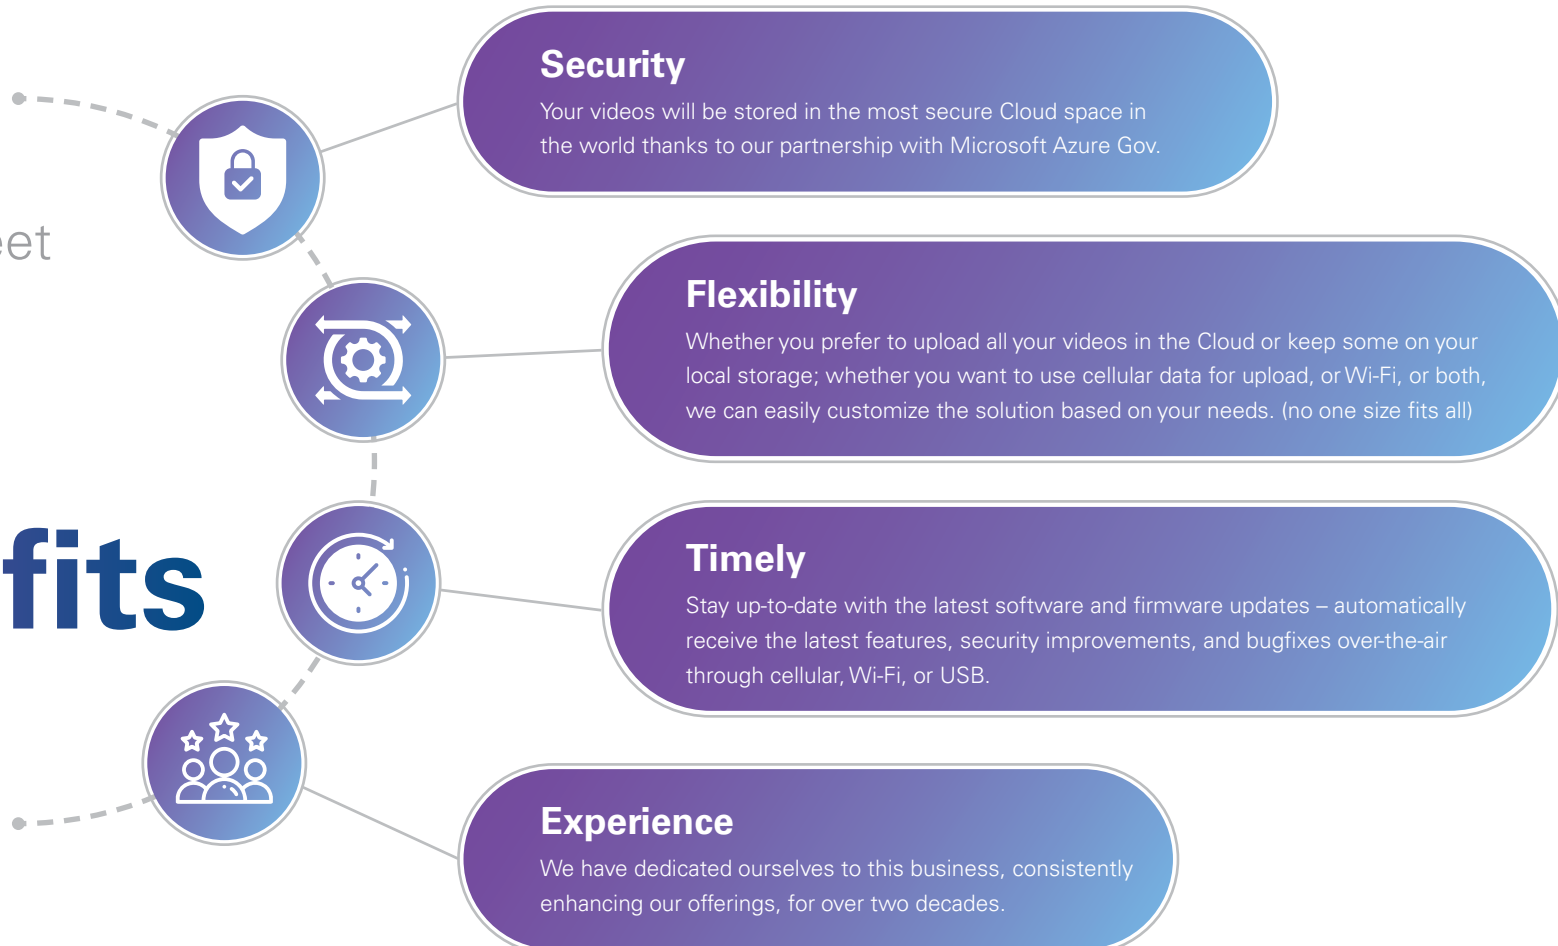 Security
Your videos will be stored in the most secure Cloud space in
the world thanks to our partnership with Microsoft Azure Gov.
eet
Flexibility
Whether you prefer to upload all your videos in the Cloud or keep some on your
local storage; whether you want to use cellular data for upload, or Wi-Fi, or both,
we can easily customize the solution based on your needs. (no one size fits all)
fits
Timely
Stay up-to-date with the latest software and firmware updates – automatically
receive the latest features, security improvements, and bugfixes over-the-air
through cellular, Wi-Fi, or USB.
Experience
We have dedicated ourselves to this business, consistently
enhancing our offerings, for over two decades.